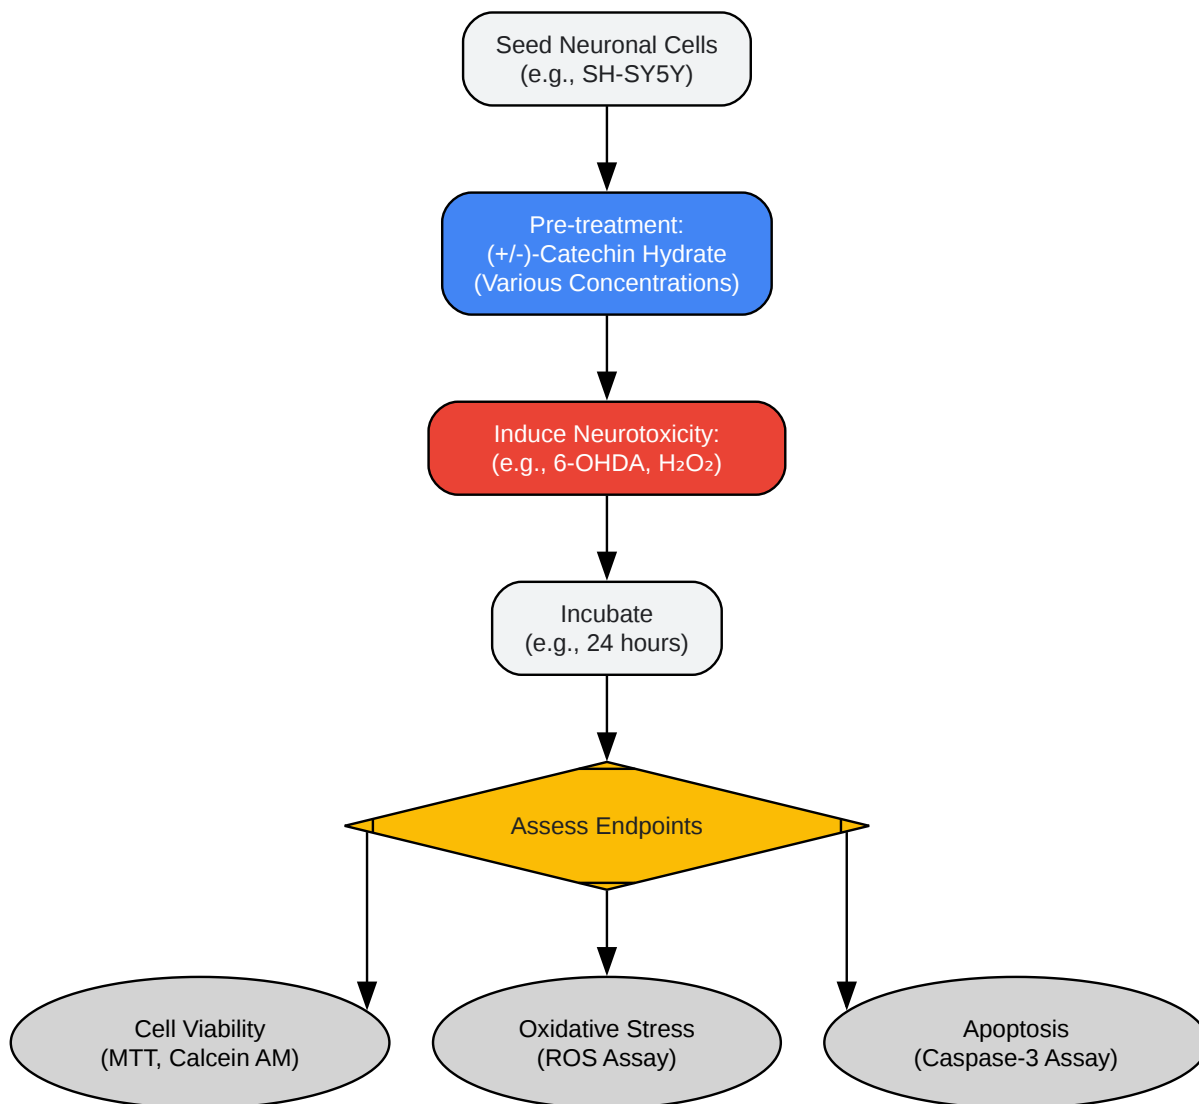 Seed Neuronal Cells
(e.g., SH-SY5Y)
Pre-treatment:
(+/-)-Catechin Hydrate
(Various Concentrations)
Induce Neurotoxicity:
(e.g., 6-OHDA, H₂O₂)
Incubate
(e.g., 24 hours)
Assess Endpoints
Cell Viability
(MTT, Calcein AM)
Oxidative Stress
(ROS Assay)
Apoptosis
(Caspase-3 Assay)